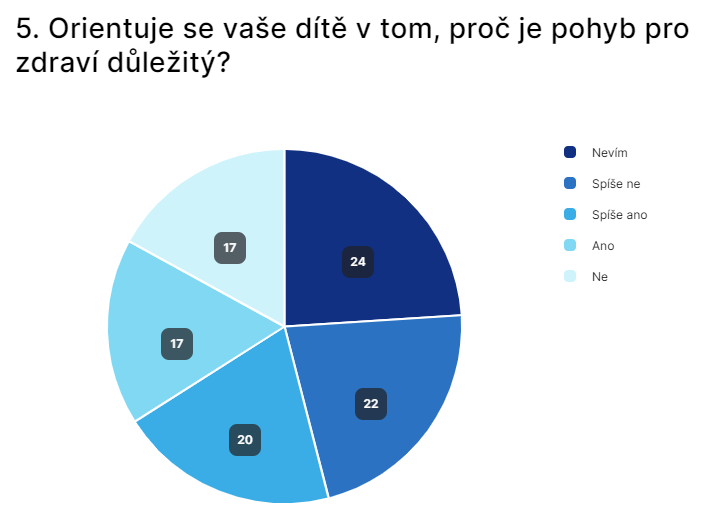 5. Orientuje se vaše dítě v tom, proč je pohyb pro
zdraví důležitý?
Nevím
Spíše ne
Spíše ano
Ano
Ne
17
24
17
22
20